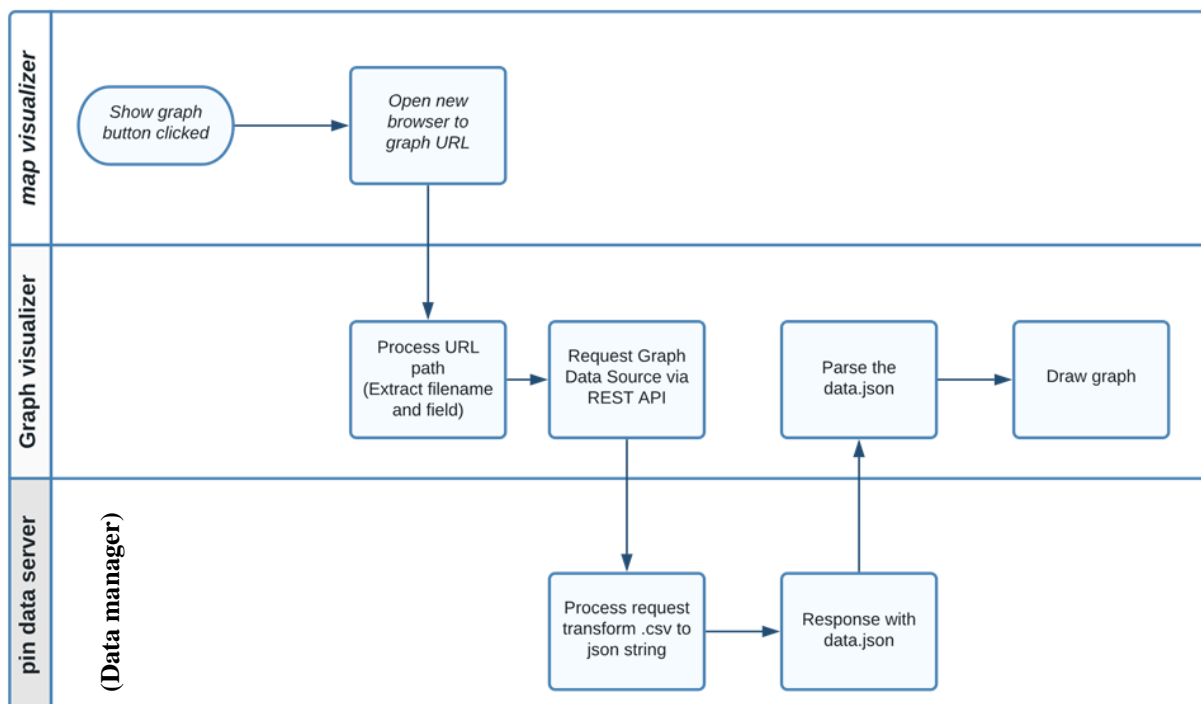 map visualizer
Show graph
button clicked
Open new
browser to
graph URL
Graph visualizer
Process URL
path
(Extract filename
and field)
Request Graph
Data Source via
REST API
Parse the
data.json
Draw graph
pin data server
(Data manager)
Process request
transform .csv to
json string
Response with
data.json